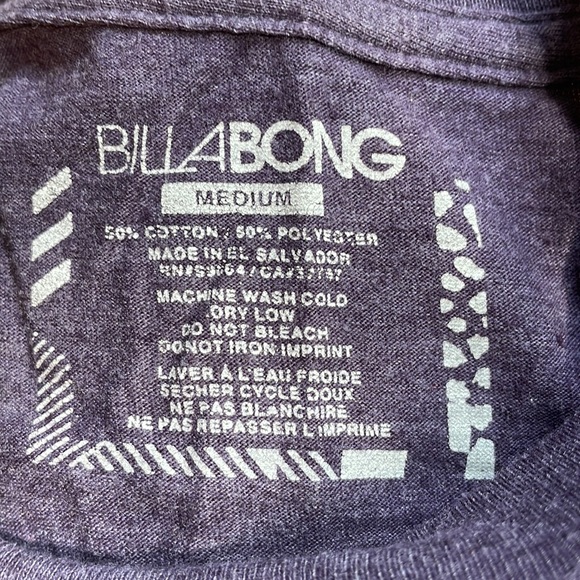 BILLABONG
MEDIUM
50% COTTON / 50% POLYESTER
MADE IN EL SALVADOR
MACHINE WASH COLD
DRY LOW
DO NOT BLEACH
DO NOT IRON IMPRINT
LAVER À L'EAU FROIDE
SECHER CYCLE DOUX
NE PAS BLANCHIRE
NE PAS REPASSER L'IMPRIME